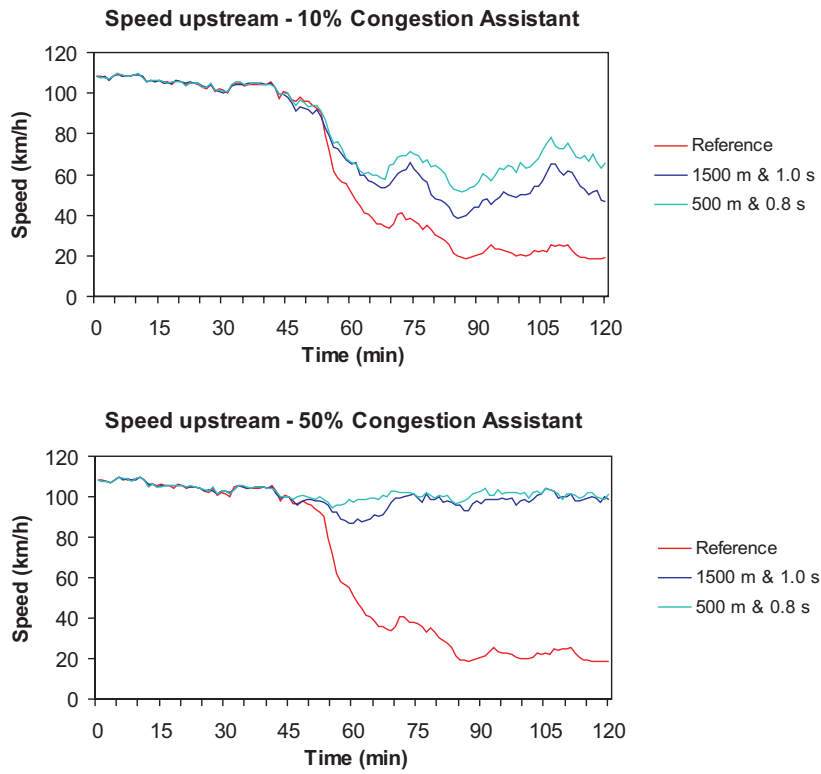 Speed upstream - 10% Congestion Assistant
120
100
80
60
40
20
0
Speed (km/h)
0 15 30 45 60 75 90 105 120
Time (min)
Reference
1500 m & 1.0 s
500 m & 0.8 s
Speed upstream - 50% Congestion Assistant
120
100
80
60
40
20
0
Speed (km/h)
0 15 30 45 60 75 90 105 120
Time (min)
Reference
1500 m & 1.0 s
500 m & 0.8 s